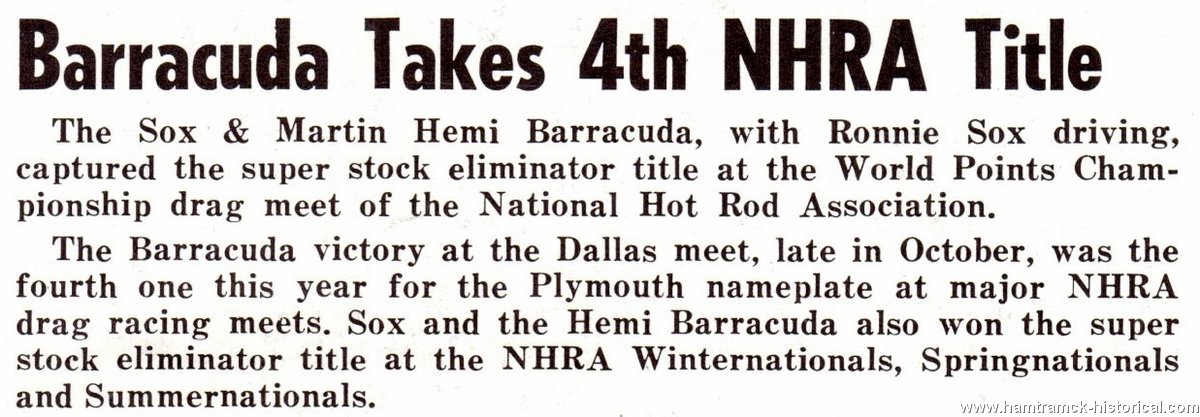 Barracuda Takes 4th NHRA Title
The Sox & Martin Hemi Barracuda, with Ronnie Sox driving,
captured the super stock eliminator title at the World Points Cham-
pionship drag meet of the National Hot Rod Association.
The Barracuda victory at the Dallas meet, late in October, was the
fourth one this year for the Plymouth nameplate at major NHRA
drag racing meets. Sox and the Hemi Barracuda also won the super
stock eliminator title at the NHRA Winternationals, Springnationals
and Summernationals.
www.hamtramck-historical.com